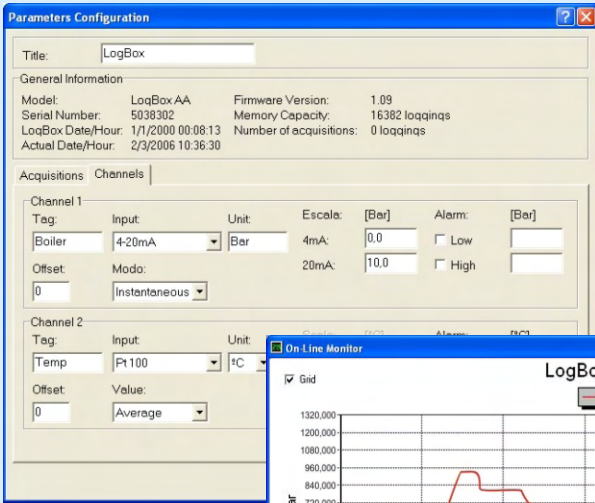 Parameters Configuration
Title: LogBox
General Information
Model: LogBox AA Firmware Version: 1.09
Serial Number: 5038302 Memory Capacity: 16382 loggings
LogBox Date/Hour: 1/1/2000 00:08:13 Number of acquisitions: 0 loggings
Actual Date/Hour: 2/3/2006 10:36:30
Acquisitions Channels
Channel 1
Tag: Input: Unit: Escala: [Bar] Alarm: [Bar]
Boiler 4-20mA Bar 4mA: 0,0 Low
Offset: Modo: 20mA: 10,0 High
0 Instantaneous
Channel 2
Tag: Input: Unit:
Temp Pt100 ºC
Offset: Value:
0 Average
On-Line Monitor
Grid
LogBo
1320,000
1200,000
1080,000
960,000
840,000
720,000